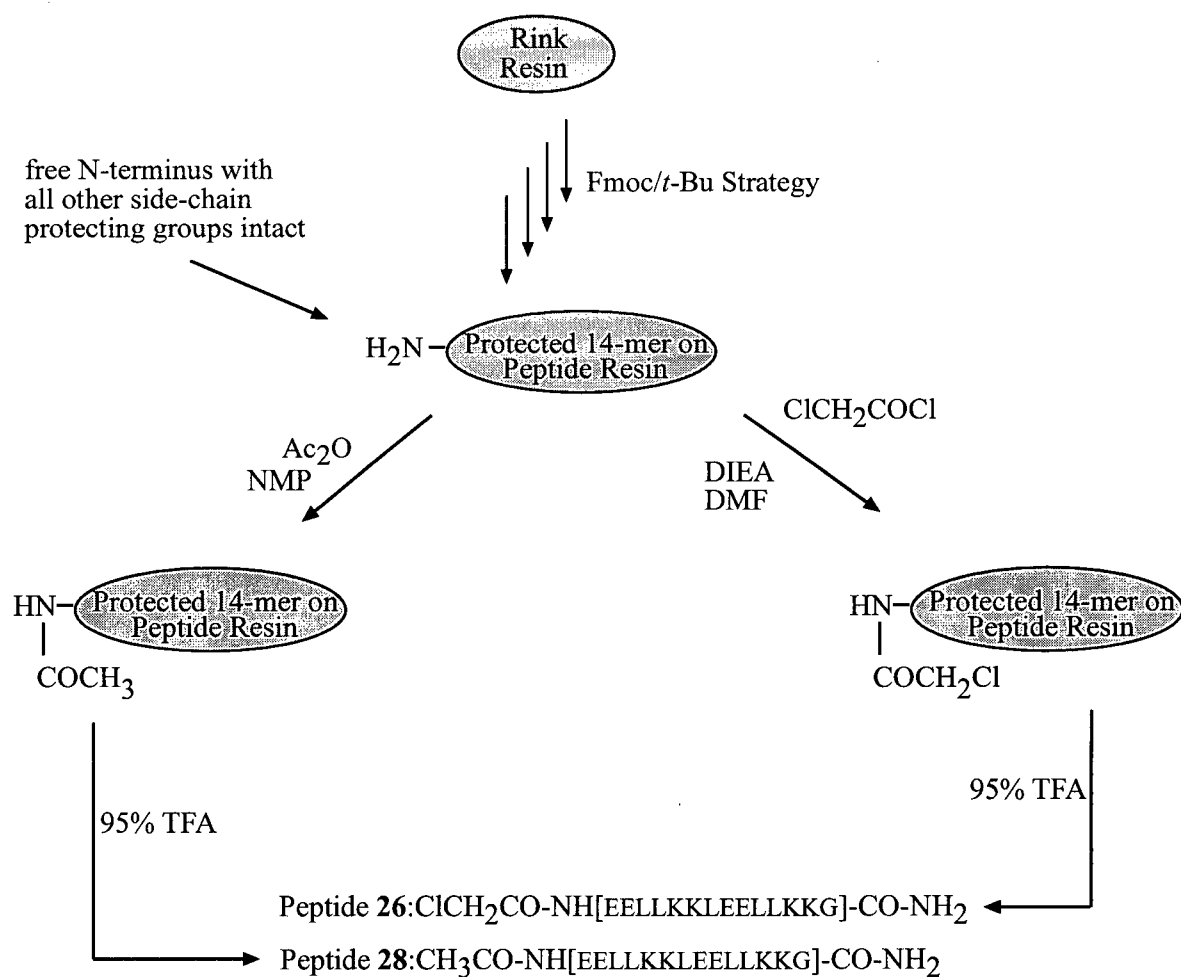 Rink
Resin
free N-terminus with
all other side-chain
protecting groups intact
Fmoc/t-Bu Strategy
H2N
Protected 14-mer on
Peptide Resin
ClCH2COCl
Ac2O
NMP
DIEA
DMF
HN
Protected 14-mer on
Peptide Resin
COCH3
HN
Protected 14-mer on
Peptide Resin
COCH2Cl
95% TFA
95% TFA
Peptide 26:ClCH2CO-NH[EELLKKLEELLKKG]-CO-NH2
Peptide 28:CH3CO-NH[EELLKKLEELLKKG]-CO-NH2